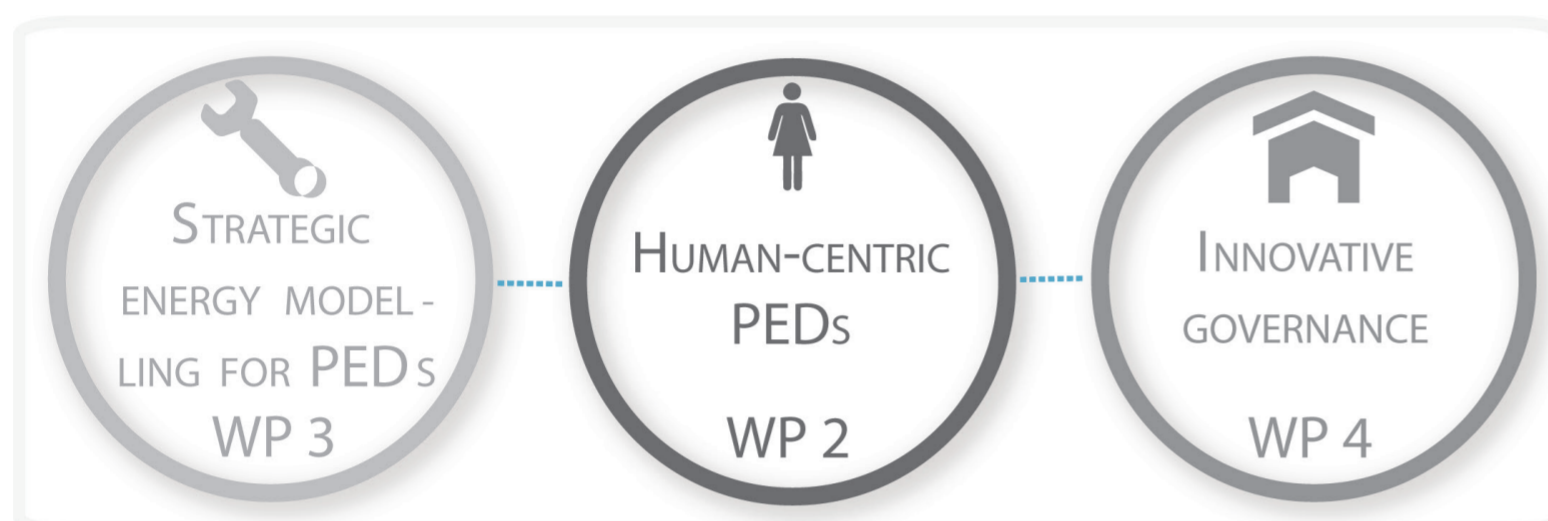 Strategic
energy model-
ling for PEDs
WP 3
Human-centric
PEDs
WP 2
Innovative
governance
WP 4